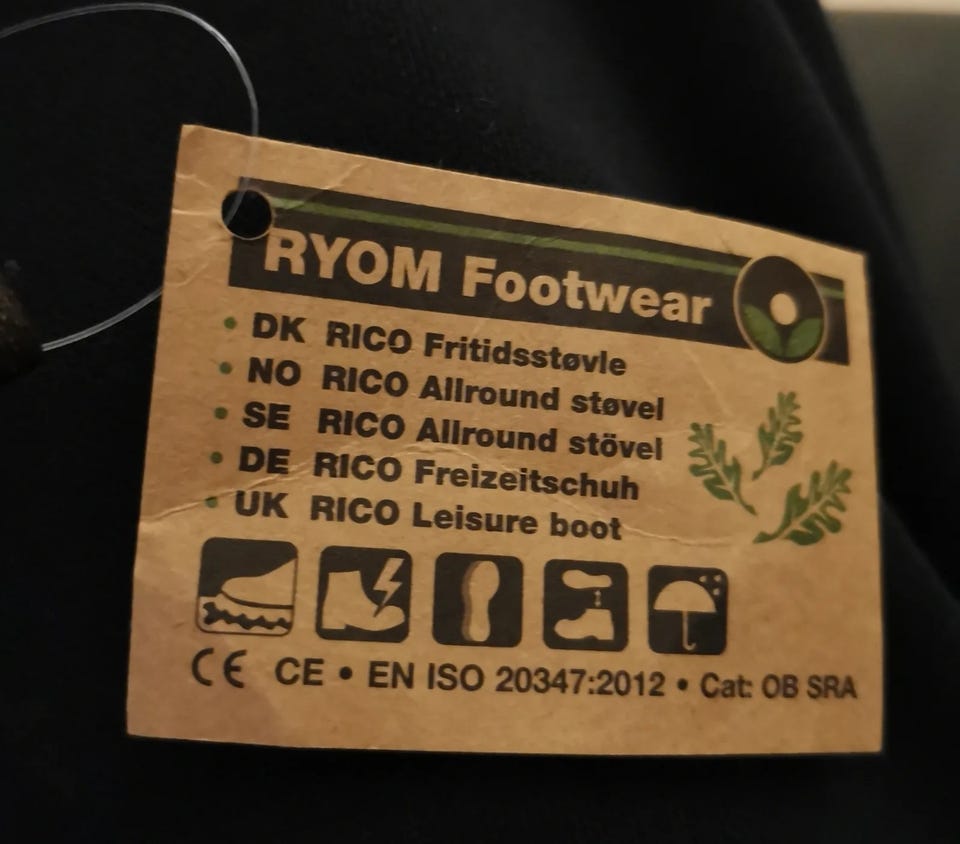 RYOM Footwear
• DK RICO Fritidsstøvle
• NO RICO Allround støvel
• SE RICO Allround stövel
• DE RICO Freizeitschuh
• UK RICO Leisure boot
CE CE • EN ISO 20347:2012 • Cat: OB SRA